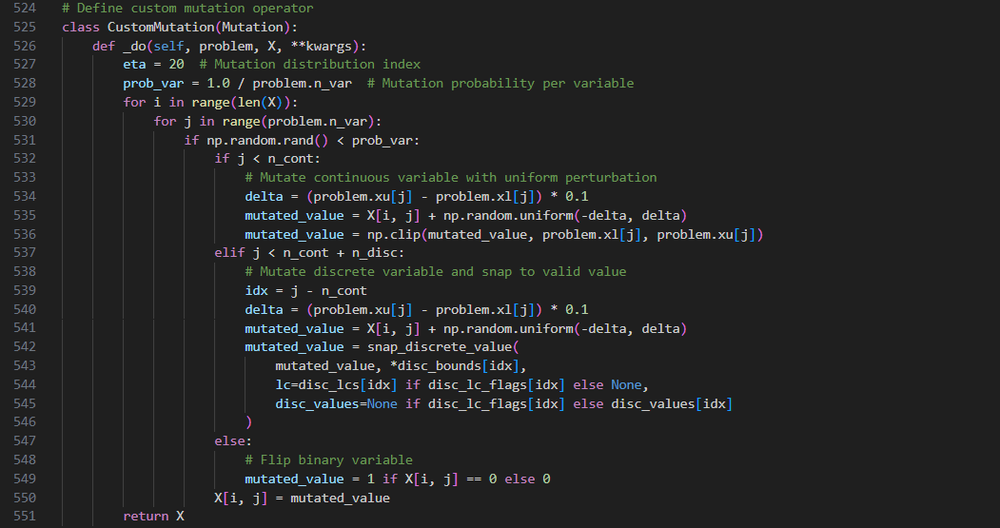 524 # Define custom mutation operator
525 class CustomMutation(Mutation):
526     def _do(self, problem, X, **kwargs):
527         eta = 20  # Mutation distribution index
528         prob_var = 1.0 / problem.n_var  # Mutation probability per variable
529         for i in range(len(X)):
530             for j in range(problem.n_var):
531                 if np.random.rand() < prob_var:
532                     if j < n_cont:
533                         # Mutate continuous variable with uniform perturbation
534                         delta = (problem.xu[j] - problem.xl[j]) * 0.1
535                         mutated_value = X[i, j] + np.random.uniform(-delta, delta)
536                         mutated_value = np.clip(mutated_value, problem.xl[j], problem.xu[j])
537                     elif j < n_cont + n_disc:
538                         # Mutate discrete variable and snap to valid value
539                         idx = j - n_cont
540                         delta = (problem.xu[j] - problem.xl[j]) * 0.1
541                         mutated_value = X[i, j] + np.random.uniform(-delta, delta)
542                         mutated_value = snap_discrete_value(
543                             mutated_value, *disc_bounds[idx],
544                             lc=disc_lcs[idx] if disc_lc_flags[idx] else None,
545                             disc_values=None if disc_lc_flags[idx] else disc_values[idx]
546                         )
547                     else:
548                         # Flip binary variable
549                         mutated_value = 1 if X[i, j] == 0 else 0
550                     X[i, j] = mutated_value
551         return X